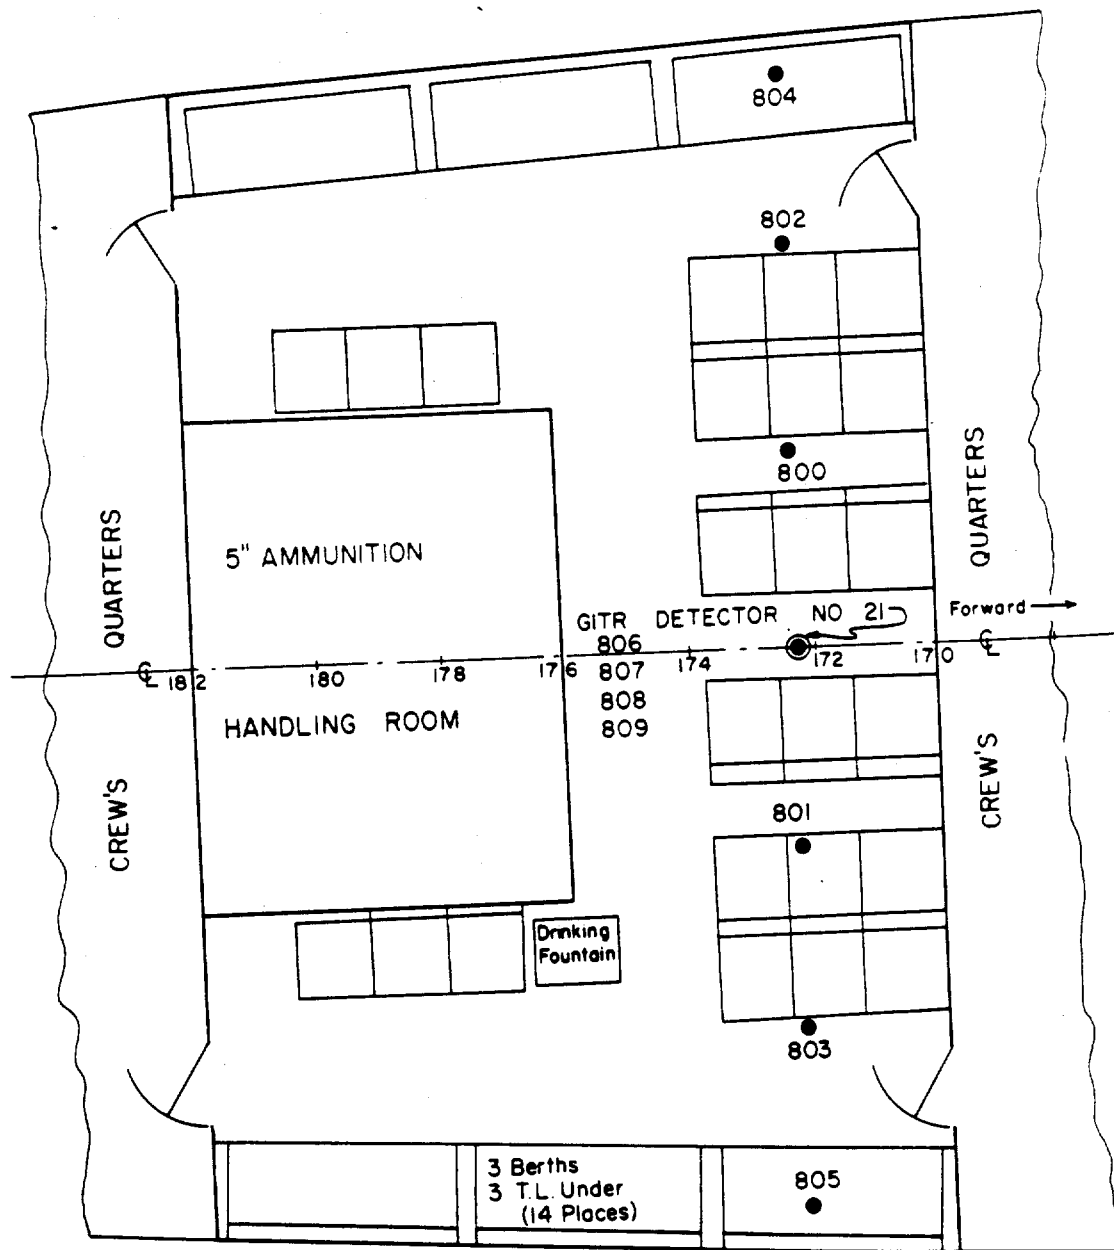 804
802
800
QUARTERS
QUARTERS
5" AMMUNITION
GITR DETECTOR NO 21
Forward
806
℄ 182 180 178 176 174 172 170 ℄
807
808
809
HANDLING ROOM
CREW'S
CREW'S
801
Drinking
Fountain
803
3 Berths
3 T.L. Under
(14 Places)
805